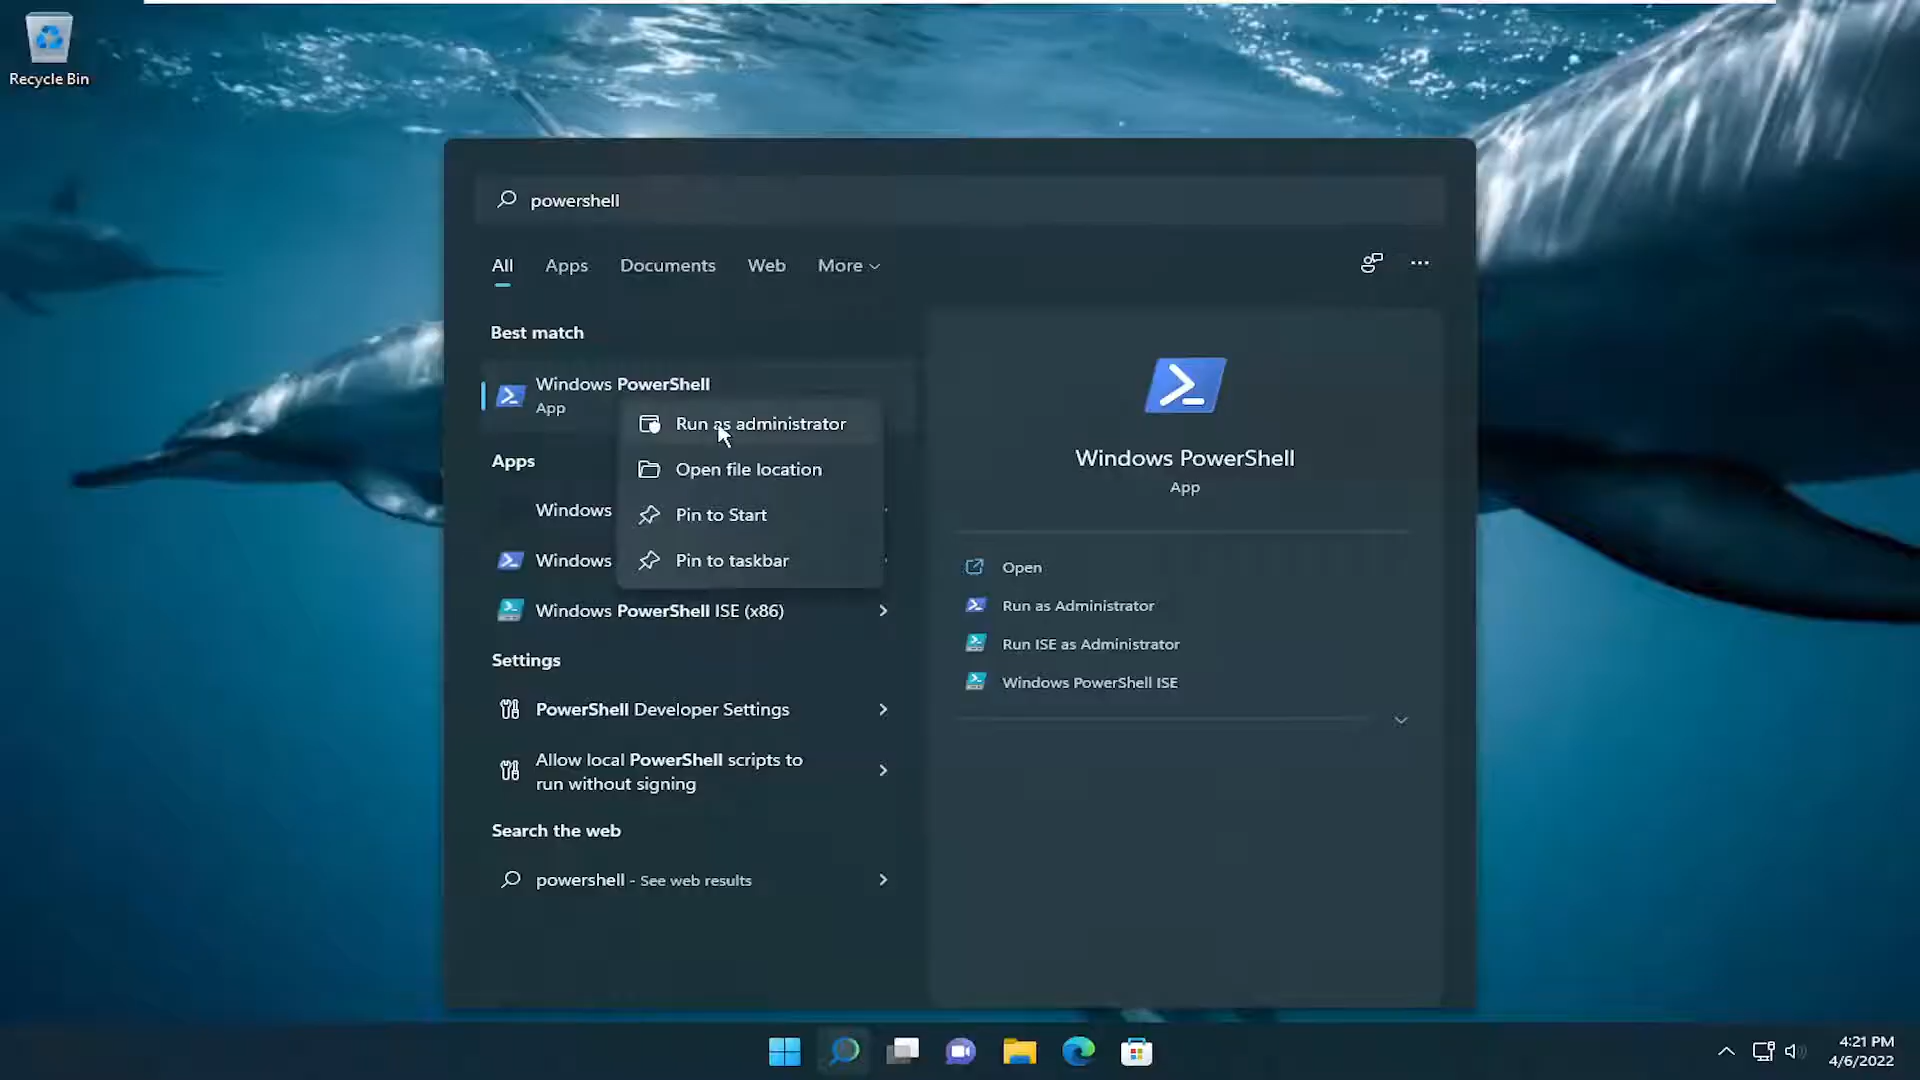 Recycle Bin
powershell
All Apps Documents Web More
Best match
Windows PowerShell
App
Run as administrator
Apps
Open file location
Windows
Pin to Start
Windows
Pin to taskbar
Windows PowerShell ISE (x86)
Settings
PowerShell Developer Settings
Allow local PowerShell scripts to
run without signing
Search the web
powershell - See web results
Windows PowerShell
App
Open
Run as Administrator
Run ISE as Administrator
Windows PowerShell ISE
4:21 PM
4/6/2022